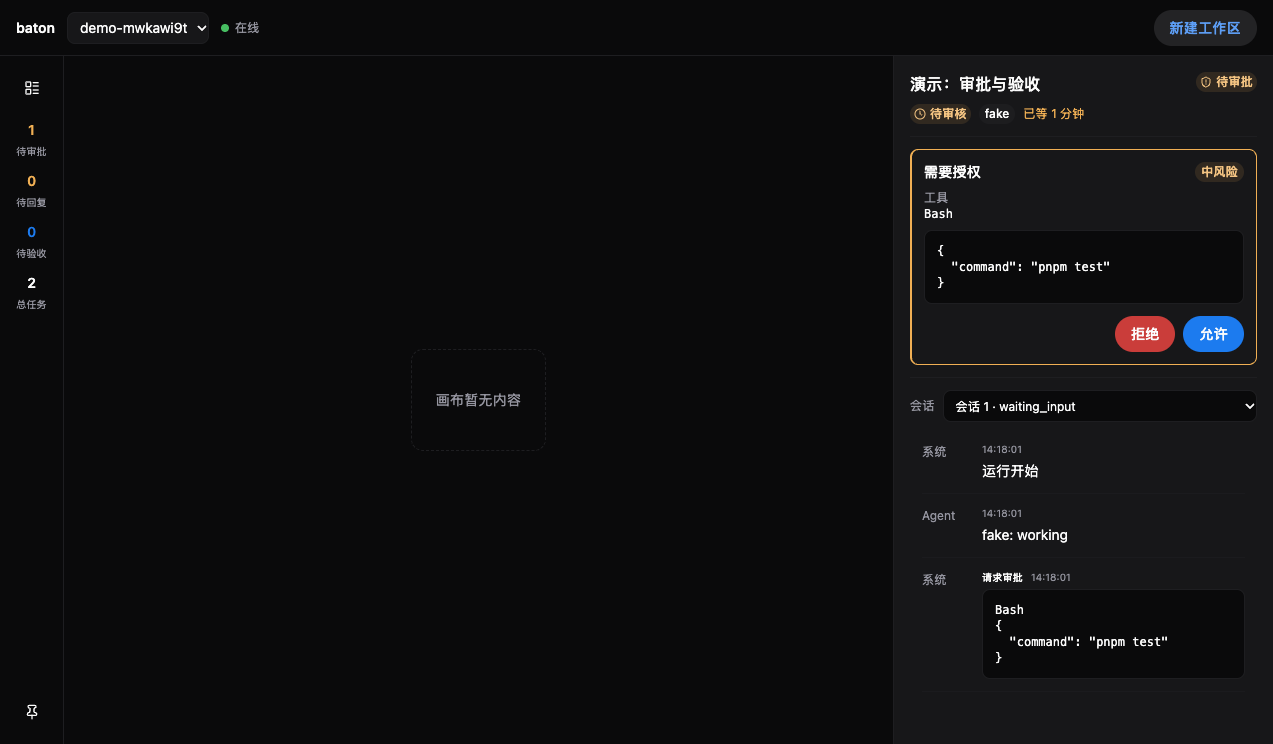 baton
demo-mwkawi9t
在线
新建工作区
1
待审批
0
待回复
0
待验收
2
总任务
画布暂无内容
演示：审批与验收
待审批
待审核 fake 已等 1 分钟
需要授权
中风险
工具
Bash
{
"command": "pnpm test"
}
拒绝
允许
会话
会话 1 · waiting_input
系统
14:18:01
运行开始
Agent
14:18:01
fake: working
系统
请求审批 14:18:01
Bash
{
"command": "pnpm test"
}